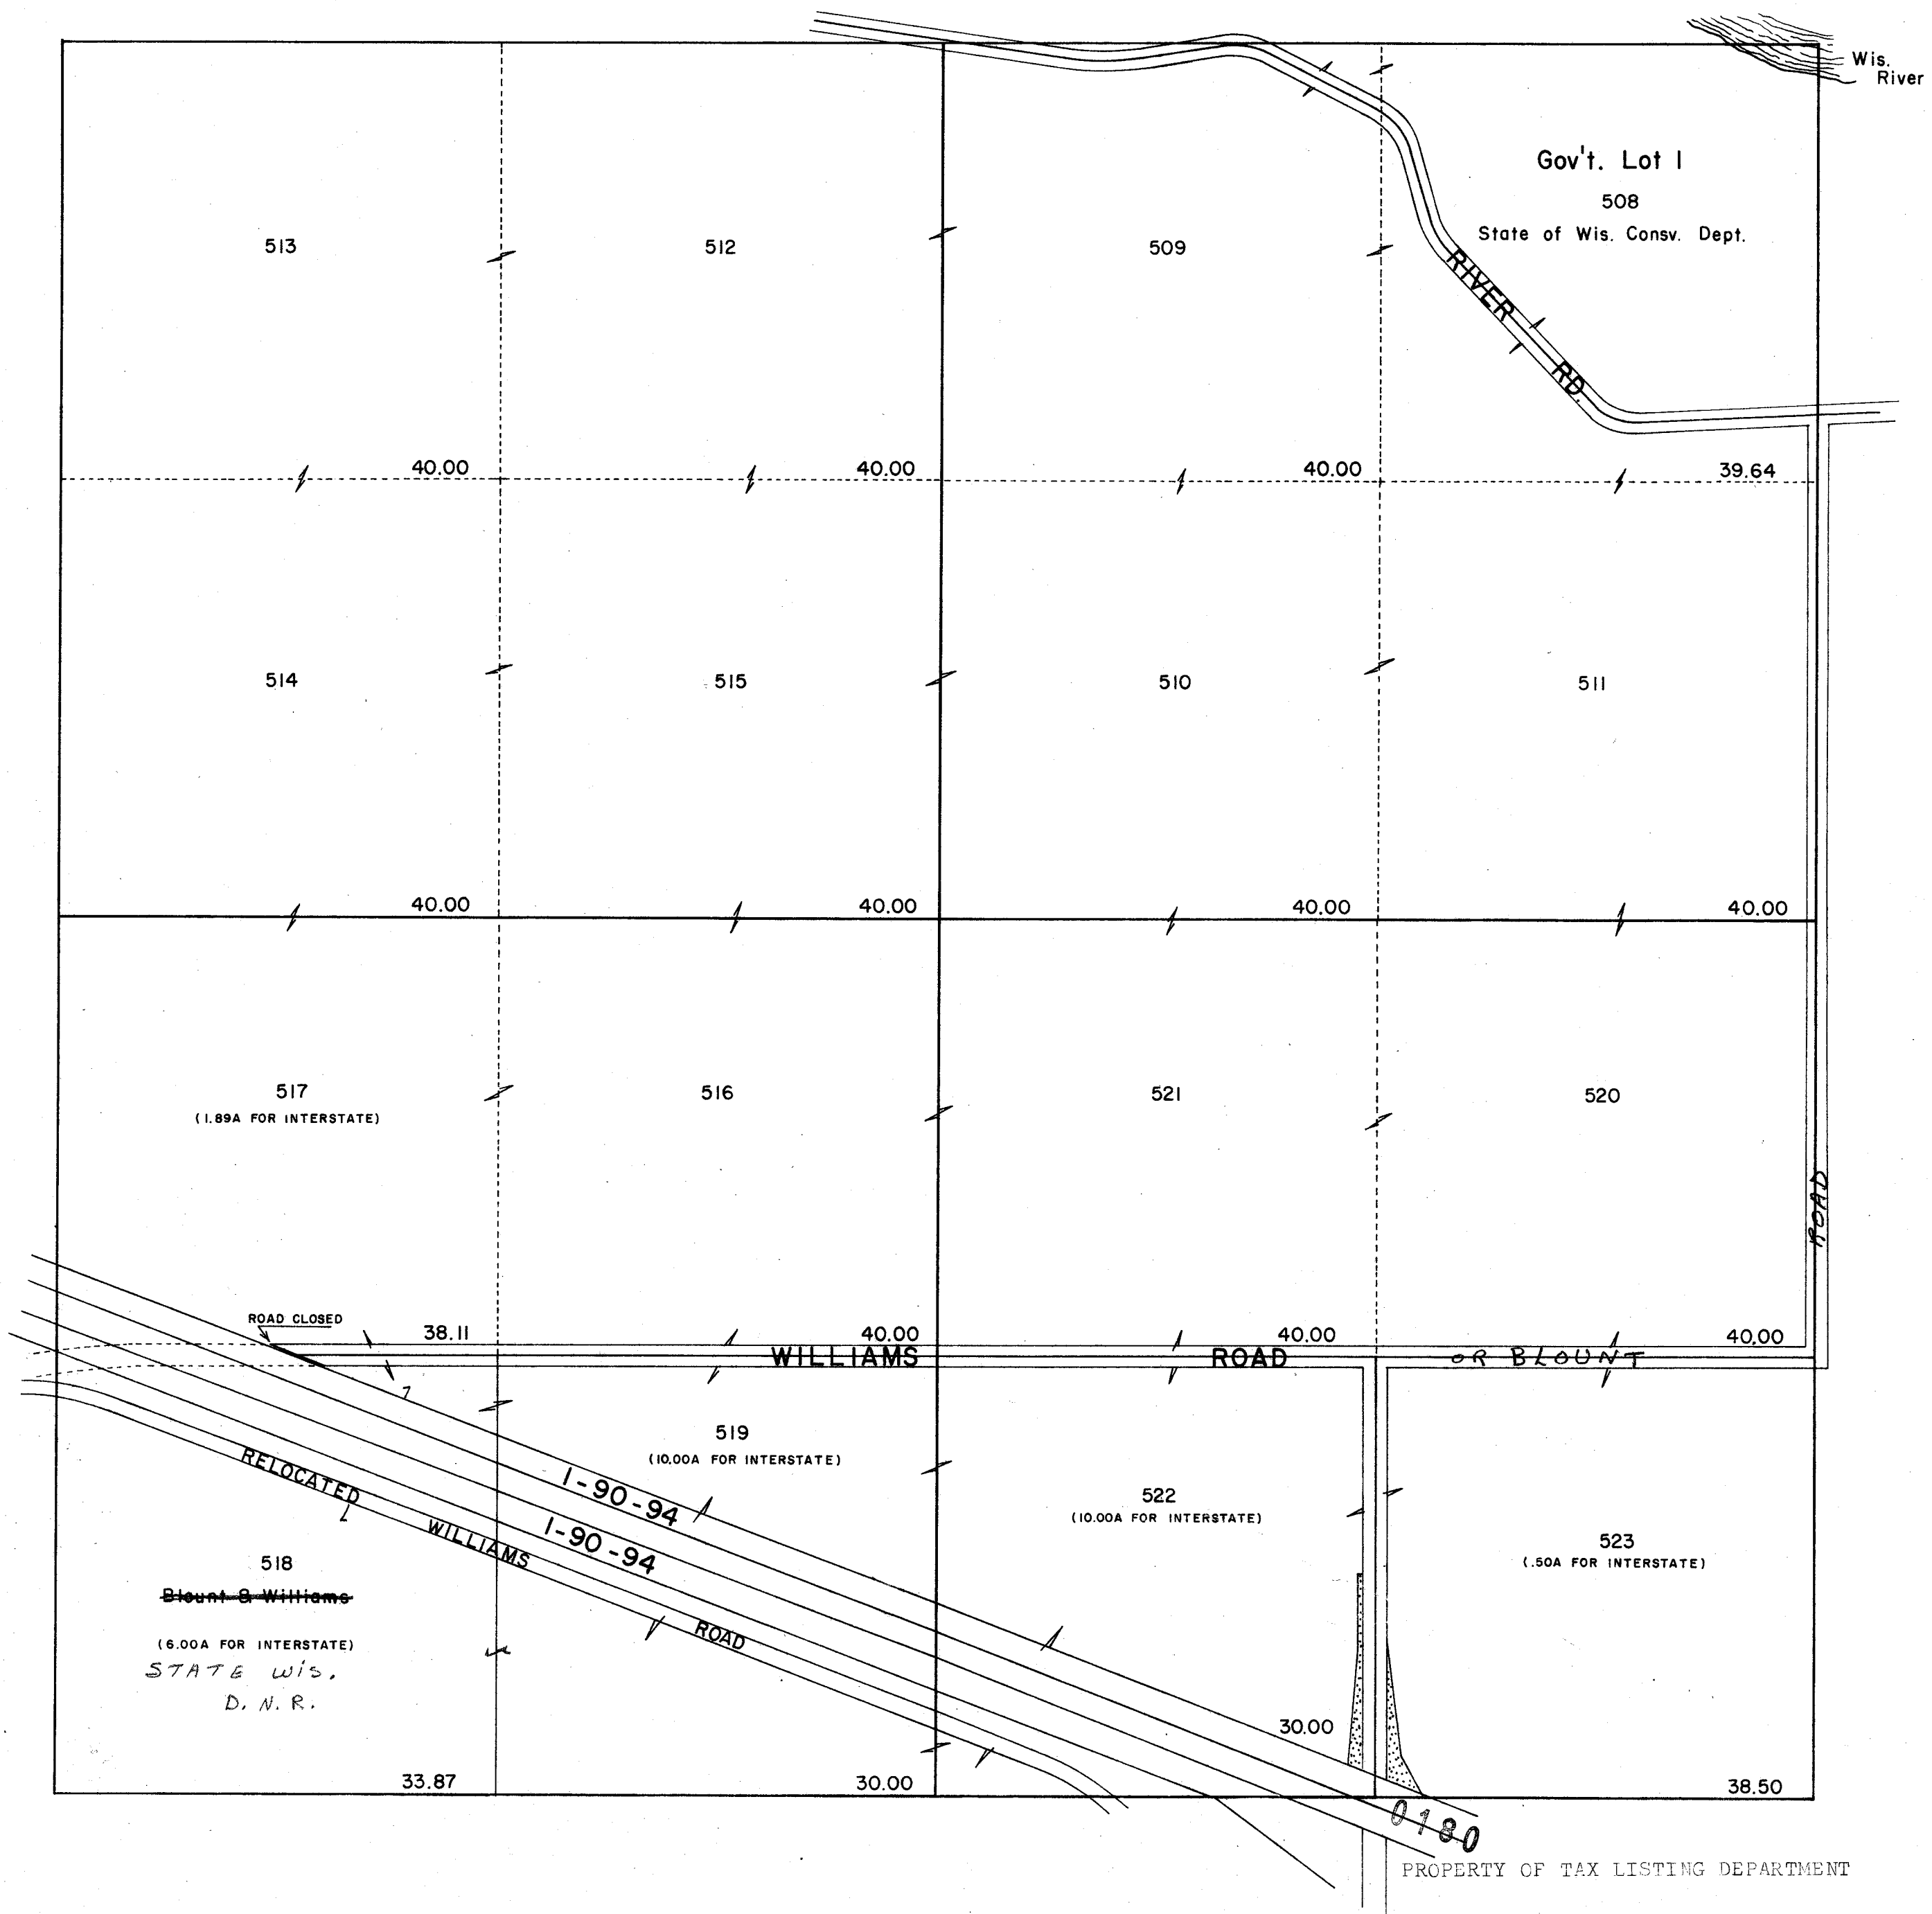 Wis.
River
Gov't. Lot 1
508
State of Wis. Consv. Dept.
513
512
509
RIVER RD.
40.00
40.00
40.00
39.64
514
515
510
511
40.00
40.00
40.00
40.00
517
(1.89A FOR INTERSTATE)
516
521
520
ROAD
ROAD CLOSED
38.11
40.00
40.00
40.00
WILLIAMS ROAD OR BLOUNT
519
(10.00A FOR INTERSTATE)
I-90-94
I-90-94
RELOCATED WILLIAMS ROAD
522
(10.00A FOR INTERSTATE)
523
(.50A FOR INTERSTATE)
518
Blount & Williams
(6.00A FOR INTERSTATE)
STATE Wis.
D.N.R.
30.00
33.87
30.00
38.50
0180
PROPERTY OF TAX LISTING DEPARTMENT